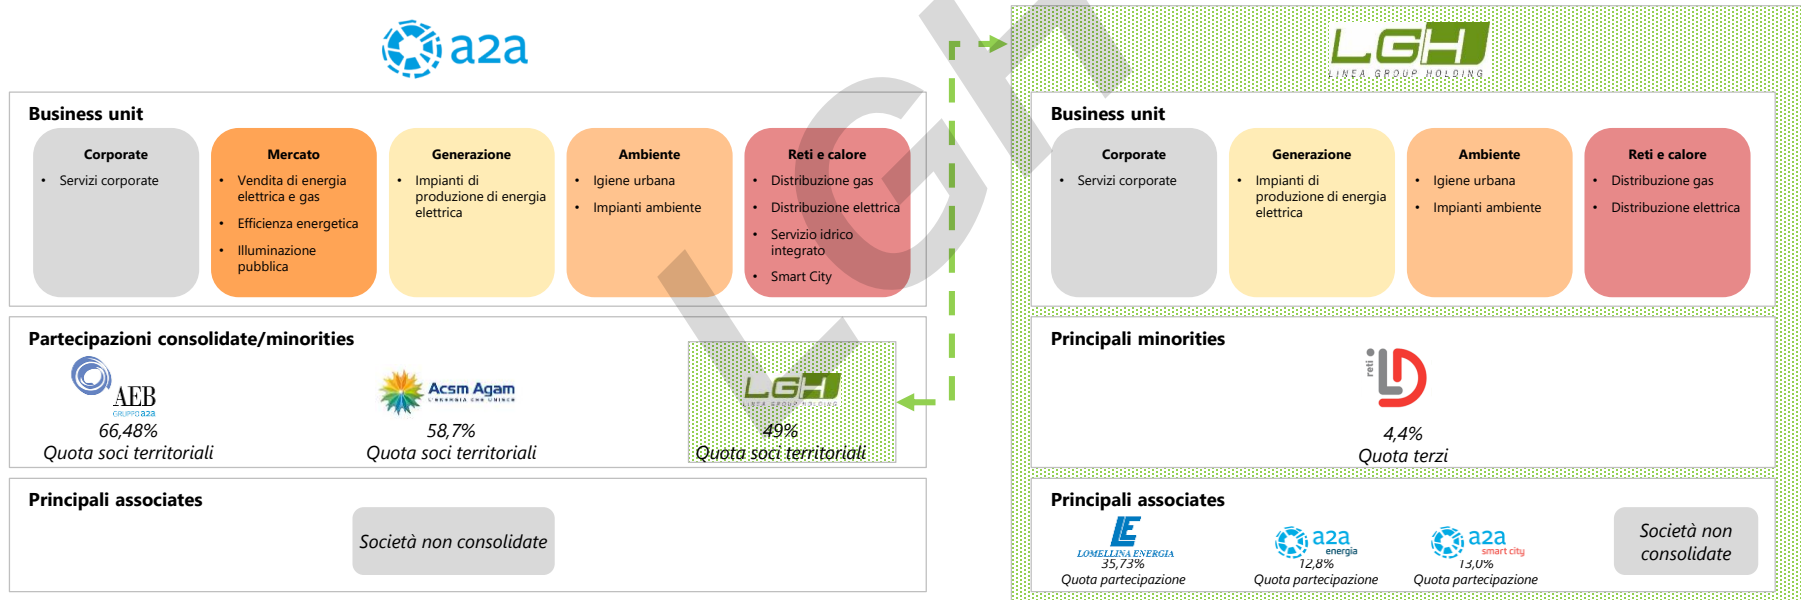 a2a
Business unit
Corporate
• Servizi corporate
Mercato
• Vendita di energia
elettrica e gas
• Efficienza energetica
• Illuminazione
pubblica
Generazione
• Impianti di
produzione di energia
elettrica
Ambiente
• Igiene urbana
• Impianti ambiente
Reti e calore
• Distribuzione gas
• Distribuzione elettrica
• Servizio idrico
integrato
• Smart City
Partecipazioni consolidate/minorities
AEB
GRUPPO a2a
66,48%
Quota soci territoriali
Acsm Agam
L'ENERGIA CHE UNISCE
58,7%
Quota soci territoriali
LGH
LINEA GROUP HOLDING
49%
Quota soci territoriali
Principali associates
Società non consolidate
LGH
LGH
LINEA GROUP HOLDING
Business unit
Corporate
• Servizi corporate
Generazione
• Impianti di
produzione di energia
elettrica
Ambiente
• Igiene urbana
• Impianti ambiente
Reti e calore
• Distribuzione gas
• Distribuzione elettrica
Principali minorities
reti
LD
4,4%
Quota terzi
Principali associates
LE
LOMELLINA ENERGIA
35,73%
Quota partecipazione
a2a
energia
12,8%
Quota partecipazione
a2a
smart city
13,0%
Quota partecipazione
Società non
consolidate